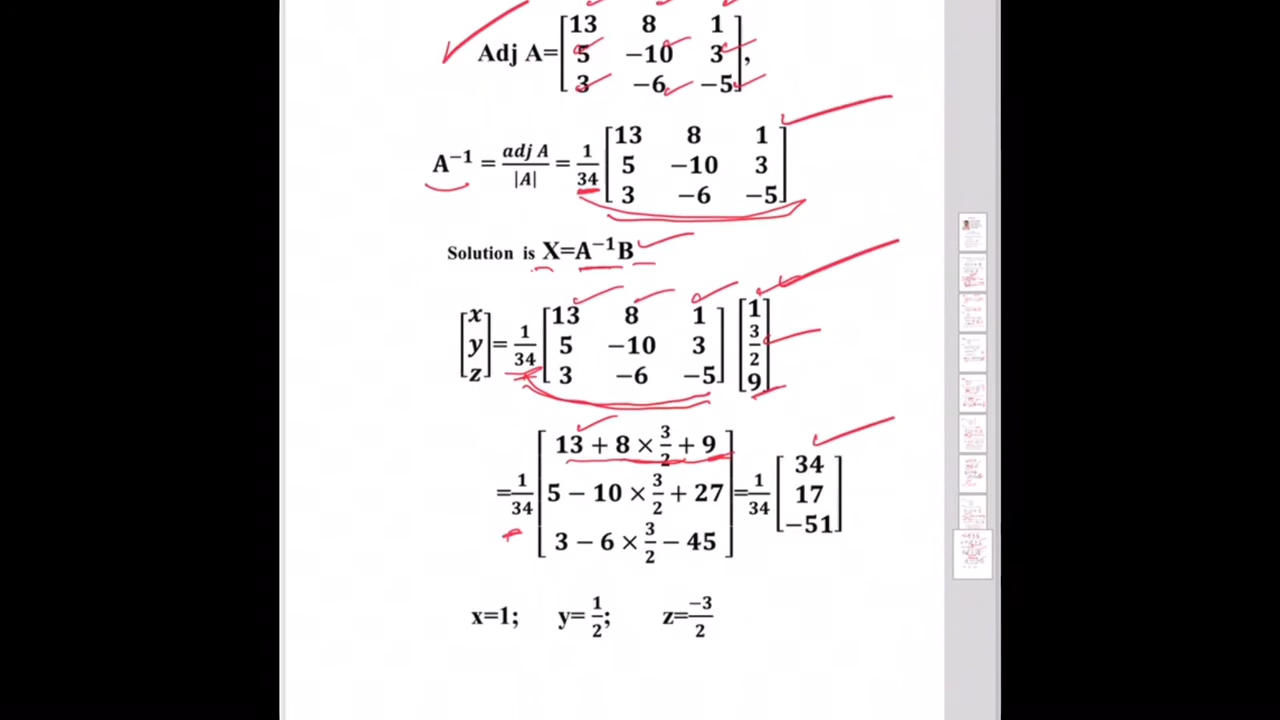 Adj A=[13 8 1
5 −10 3
3 −6 −5],
A⁻¹ = adj A / |A| = 1/34 [13 8 1
5 −10 3
3 −6 −5]
Solution is X=A⁻¹B
[x y z] = 1/34 [13 8 1
5 −10 3
3 −6 −5] [1 3/2 9]
=1/34 [13 + 8 × 3/2 + 9
5 − 10 × 3/2 + 27
3 − 6 × 3/2 − 45] =1/34 [34 17 −51]
x=1; y= 1/2; z= −3/2